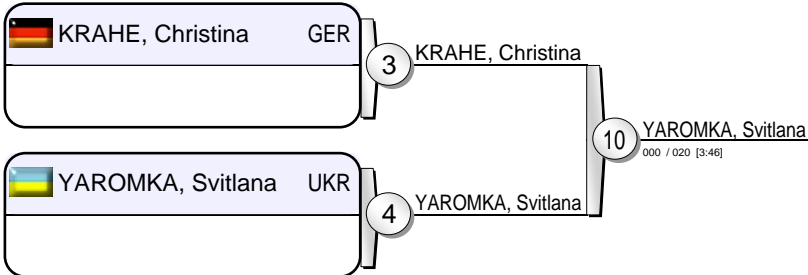 KRAHE, Christina GER
3
KRAHE, Christina
10
YAROMKA, Svitlana
000 / 020 [3:46]
YAROMKA, Svitlana UKR
4
YAROMKA, Svitlana